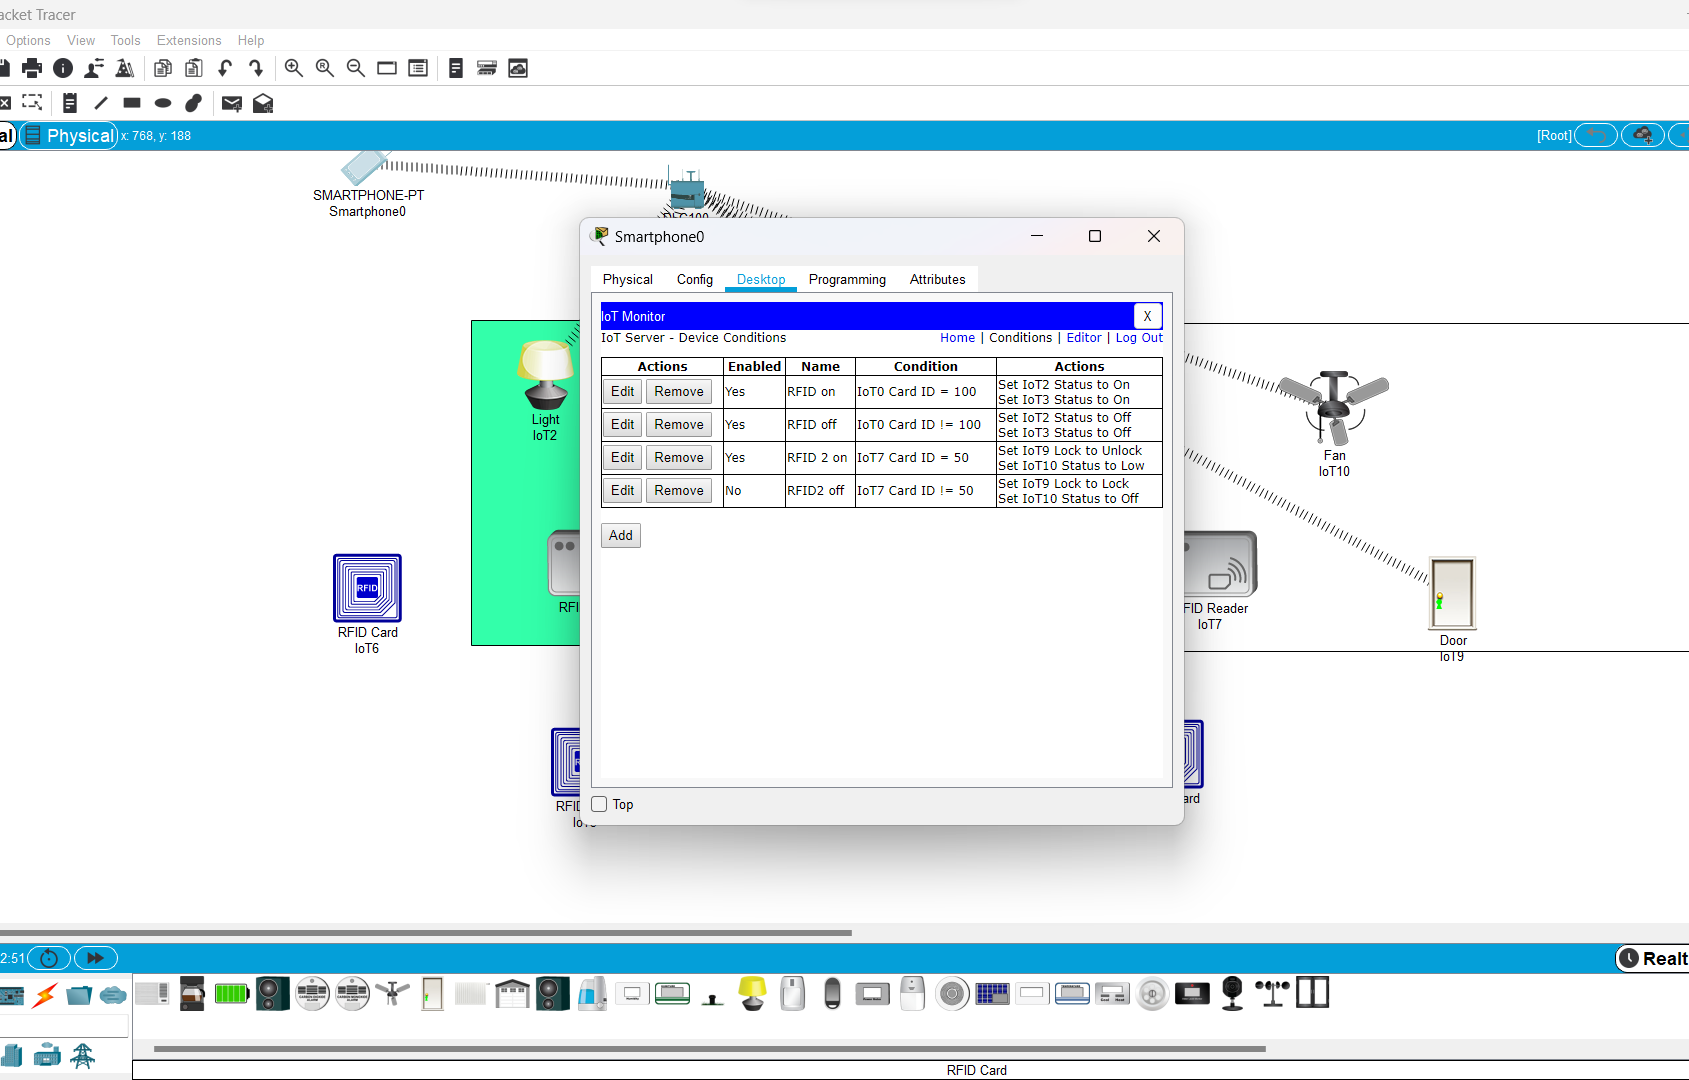 acket Tracer
Options View Tools Extensions Help
al Physical x: 768, y: 188 [Root]
SMARTPHONE-PT
Smartphone0
Smartphone0
Physical Config Desktop Programming Attributes
IoT Monitor X
IoT Server - Device Conditions Home | Conditions | Editor | Log Out
Actions Enabled Name Condition Actions
Edit Remove Yes RFID on IoT0 Card ID = 100 Set IoT2 Status to On
Set IoT3 Status to On
Edit Remove Yes RFID off IoT0 Card ID != 100 Set IoT2 Status to Off
Set IoT3 Status to Off
Edit Remove Yes RFID 2 on IoT7 Card ID = 50 Set IoT9 Lock to Unlock
Set IoT10 Status to Low
Edit Remove No RFID2 off IoT7 Card ID != 50 Set IoT9 Lock to Lock
Set IoT10 Status to Off
Add
Top
Light
IoT2
Fan
IoT10
RFID
RFID Card
IoT6
RFI
FID Reader
IoT7
Door
IoT9
RFID
ard
2:51 Realt
RFID Card